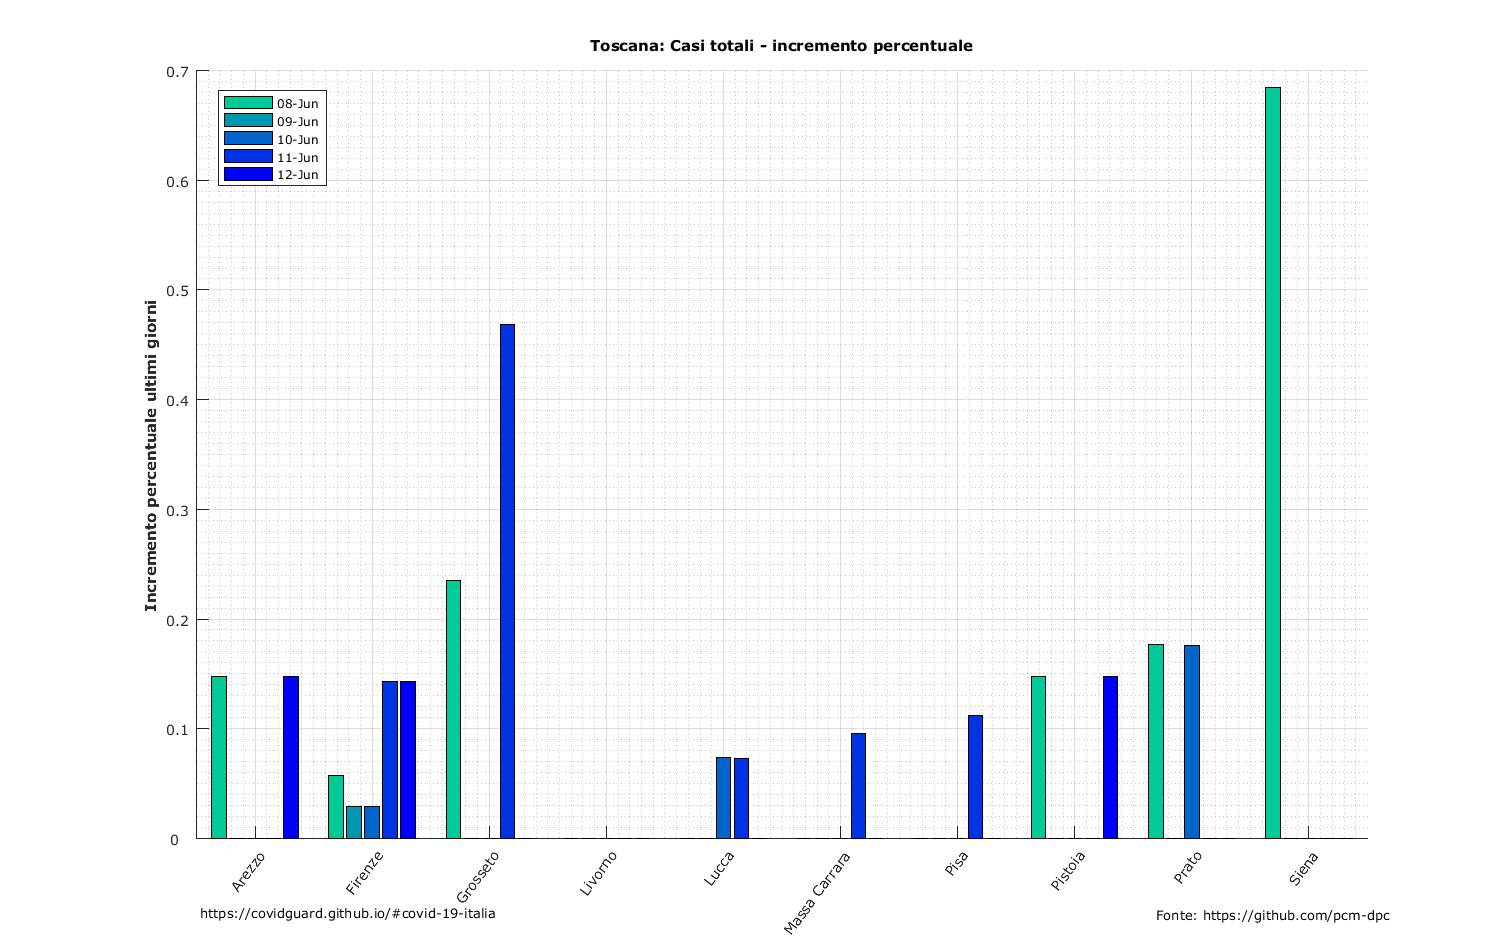 Toscana: Casi totali - incremento percentuale
Incremento percentuale ultimi giorni
0.7
0.6
0.5
0.4
0.3
0.2
0.1
0
08-Jun
09-Jun
10-Jun
11-Jun
12-Jun
Arezzo
Firenze
Grosseto
Livorno
Lucca
Massa Carrara
Pisa
Pistoia
Prato
Siena
https://covidguard.github.io/#covid-19-italia
Fonte: https://github.com/pcm-dpc